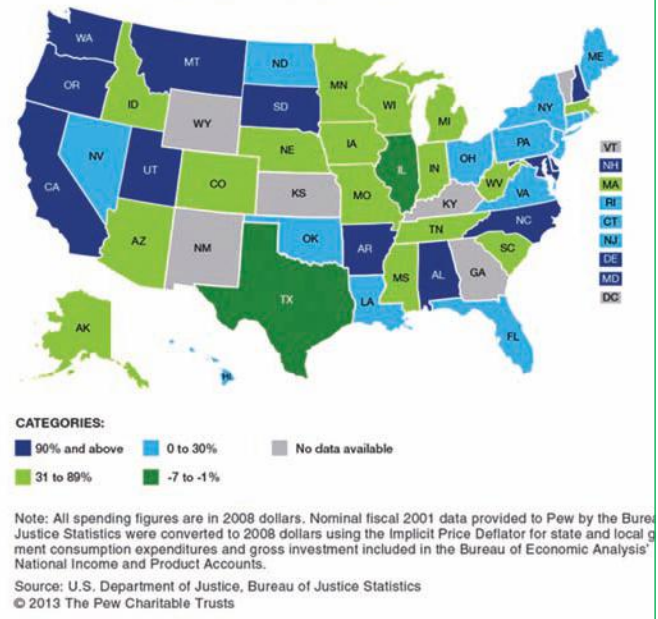 WA
MT
ND
ME
OR
MN
ID
SD
WI
NY
WY
MI
IA
PA
NE
NV
OH
IL
IN
UT
CO
WV
VA
CA
KS
MO
KY
NC
TN
OK
AZ
NM
AR
SC
MS
AL
GA
TX
LA
AK
FL
HI
VT
NH
MA
RI
CT
NJ
DE
MD
DC
CATEGORIES:
90% and above
0 to 30%
No data available
31 to 89%
-7 to -1%
Note: All spending figures are in 2008 dollars. Nominal fiscal 2001 data provided to Pew by the
Justice Statistics were converted to 2008 dollars using the Implicit Price Deflator for state and local
ment consumption expenditures and gross investment included in the Bureau of Economic Analysis'
National Income and Product Accounts.
Source: U.S. Department of Justice, Bureau of Justice Statistics
© 2013 The Pew Charitable Trusts